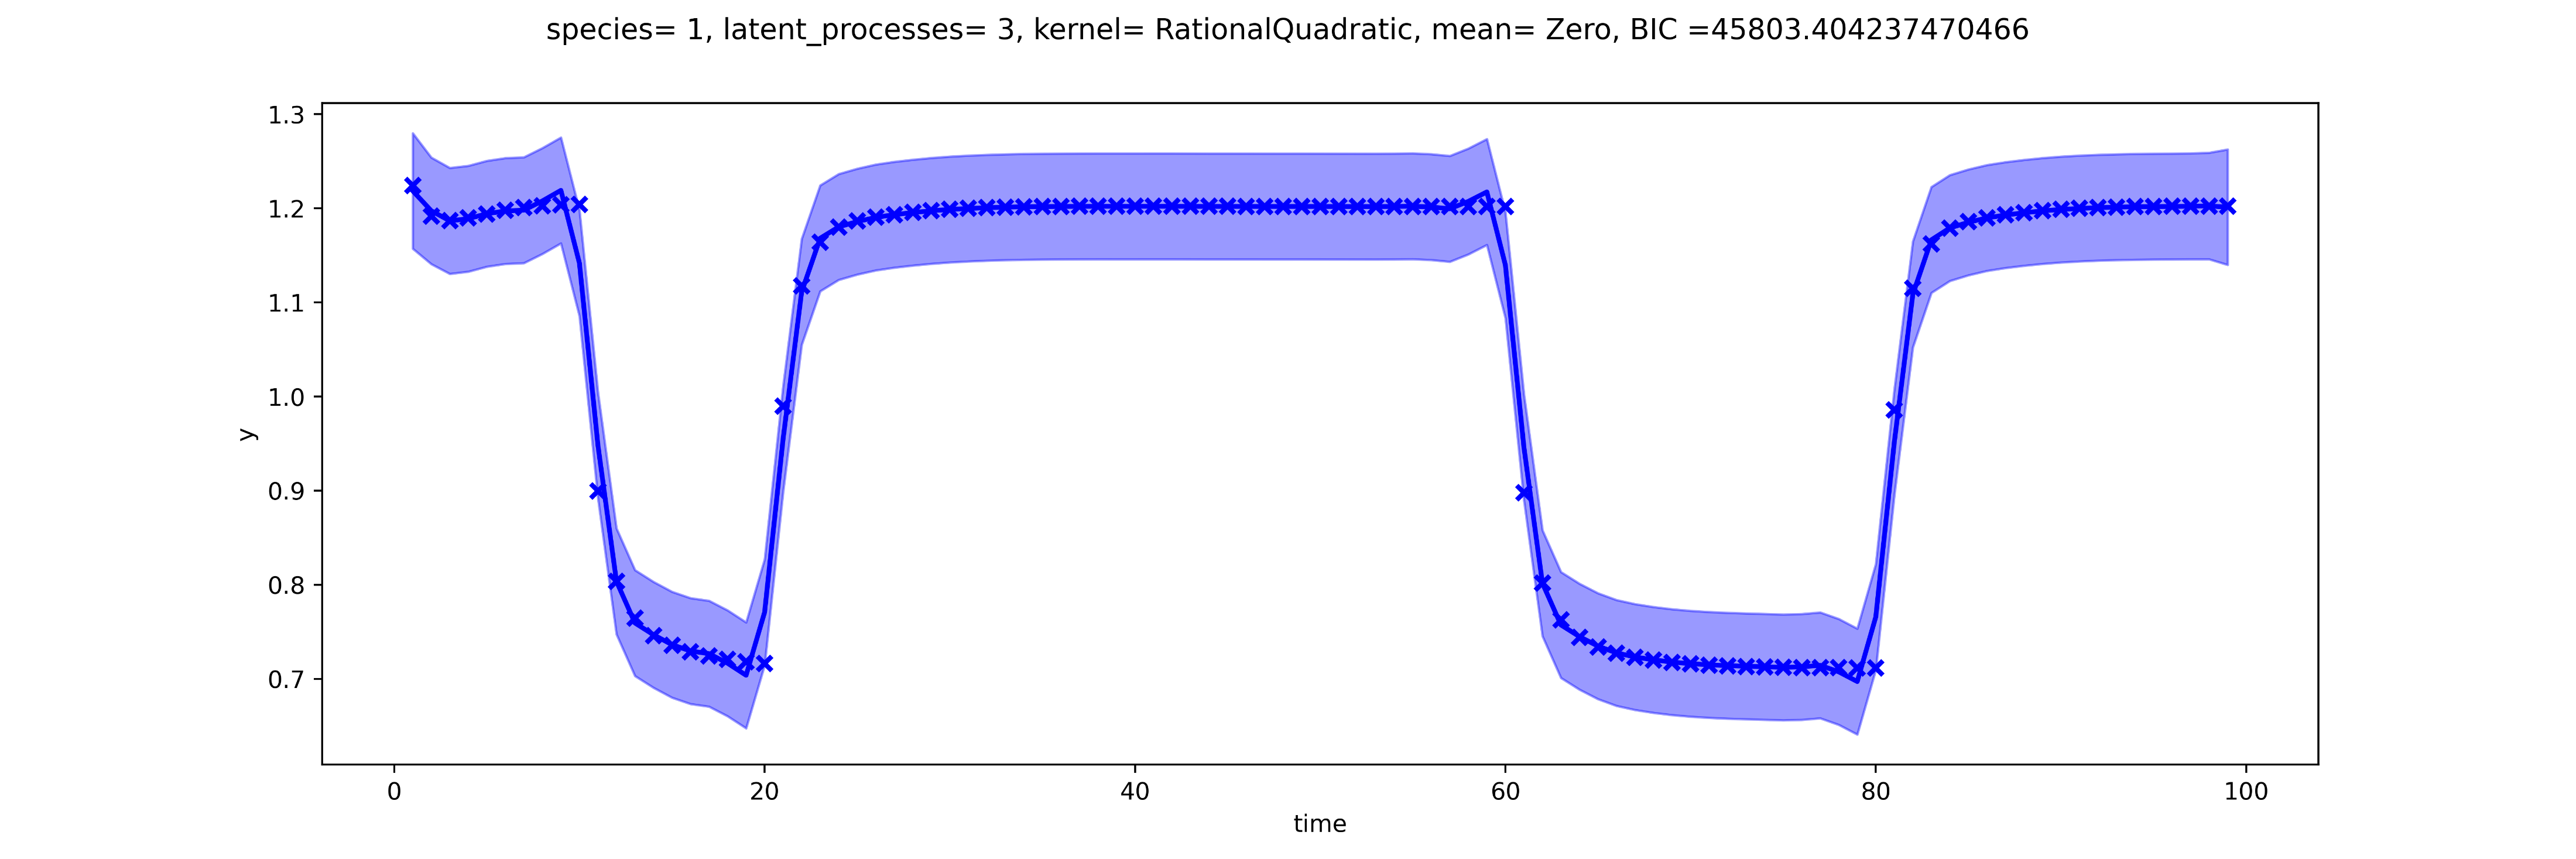 species= 1, latent_processes= 3, kernel= RationalQuadratic, mean= Zero, BIC =45803.404237470466
1.3
1.2
1.1
1.0
0.9
0.8
0.7
y
0 20 40 60 80 100
time